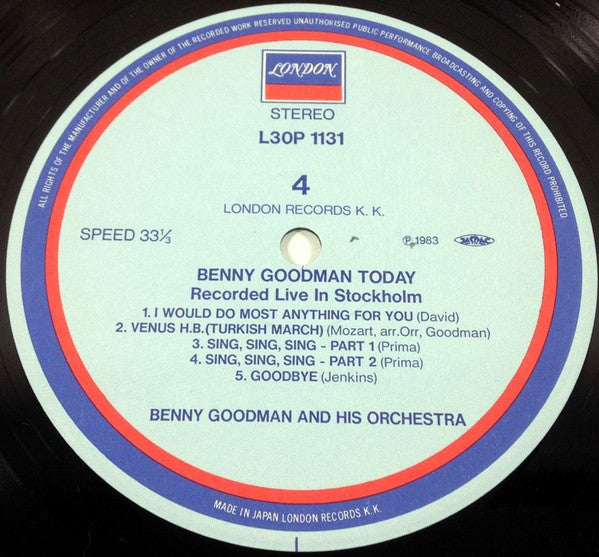 ALL RIGHTS OF THE MANUFACTURER AND OF THE OWNER OF THE RECORDED WORK RESERVED UNAUTHORISED PUBLIC PERFORMANCE BROADCASTING AND COPYING OF THIS RECORD PROHIBITED
LONDON
STEREO
L30P 1131
4
LONDON RECORDS K. K.
SPEED 33⅓
℗ 1983 JASRAC
BENNY GOODMAN TODAY
Recorded Live In Stockholm
1. I WOULD DO MOST ANYTHING FOR YOU (David)
2. VENUS H.B. (TURKISH MARCH) (Mozart, arr.Orr, Goodman)
3. SING, SING, SING - PART 1 (Prima)
4. SING, SING, SING - PART 2 (Prima)
5. GOODBYE (Jenkins)
BENNY GOODMAN AND HIS ORCHESTRA
MADE IN JAPAN LONDON RECORDS K.K.